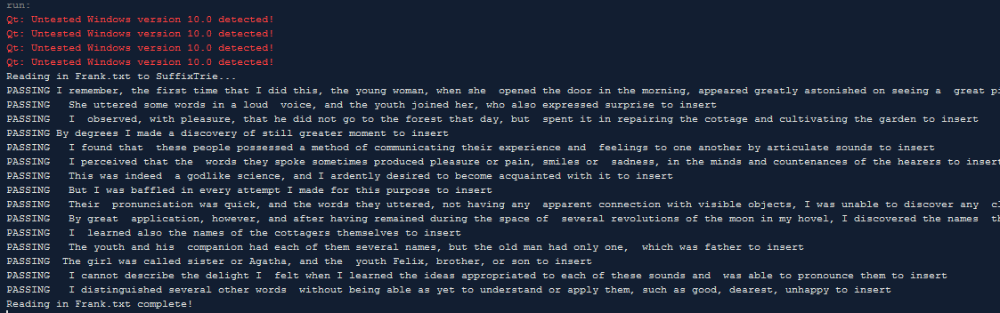 run:
Qt: Untested Windows version 10.0 detected!
Qt: Untested Windows version 10.0 detected!
Qt: Untested Windows version 10.0 detected!
Qt: Untested Windows version 10.0 detected!
Reading in Frank.txt to SuffixTrie...
PASSING I remember, the first time that I did this, the young woman, when she  opened the door in the morning, appeared greatly astonished on seeing a  great
PASSING   She uttered some words in a loud  voice, and the youth joined her, who also expressed surprise to insert
PASSING   I  observed, with pleasure, that he did not go to the forest that day, but  spent it in repairing the cottage and cultivating the garden to insert
PASSING By degrees I made a discovery of still greater moment to insert
PASSING   I found that  these people possessed a method of communicating their experience and  feelings to one another by articulate sounds to insert
PASSING   I perceived that the  words they spoke sometimes produced pleasure or pain, smiles or  sadness, in the minds and countenances of the hearers to insert
PASSING   This was indeed  a godlike science, and I ardently desired to become acquainted with it to insert
PASSING   But I was baffled in every attempt I made for this purpose to insert
PASSING   Their  pronunciation was quick, and the words they uttered, not having any  apparent connection with visible objects, I was unable to discover any
PASSING   By great  application, however, and after having remained during the space of  several revolutions of the moon in my hovel, I discovered the names
PASSING   I  learned also the names of the cottagers themselves to insert
PASSING   The youth and his  companion had each of them several names, but the old man had only one,  which was father to insert
PASSING  The girl was called sister or Agatha, and the  youth Felix, brother, or son to insert
PASSING   I cannot describe the delight I  felt when I learned the ideas appropriated to each of these sounds and  was able to pronounce them to insert
PASSING   I distinguished several other words  without being able as yet to understand or apply them, such as good, dearest, unhappy to insert
Reading in Frank.txt complete!